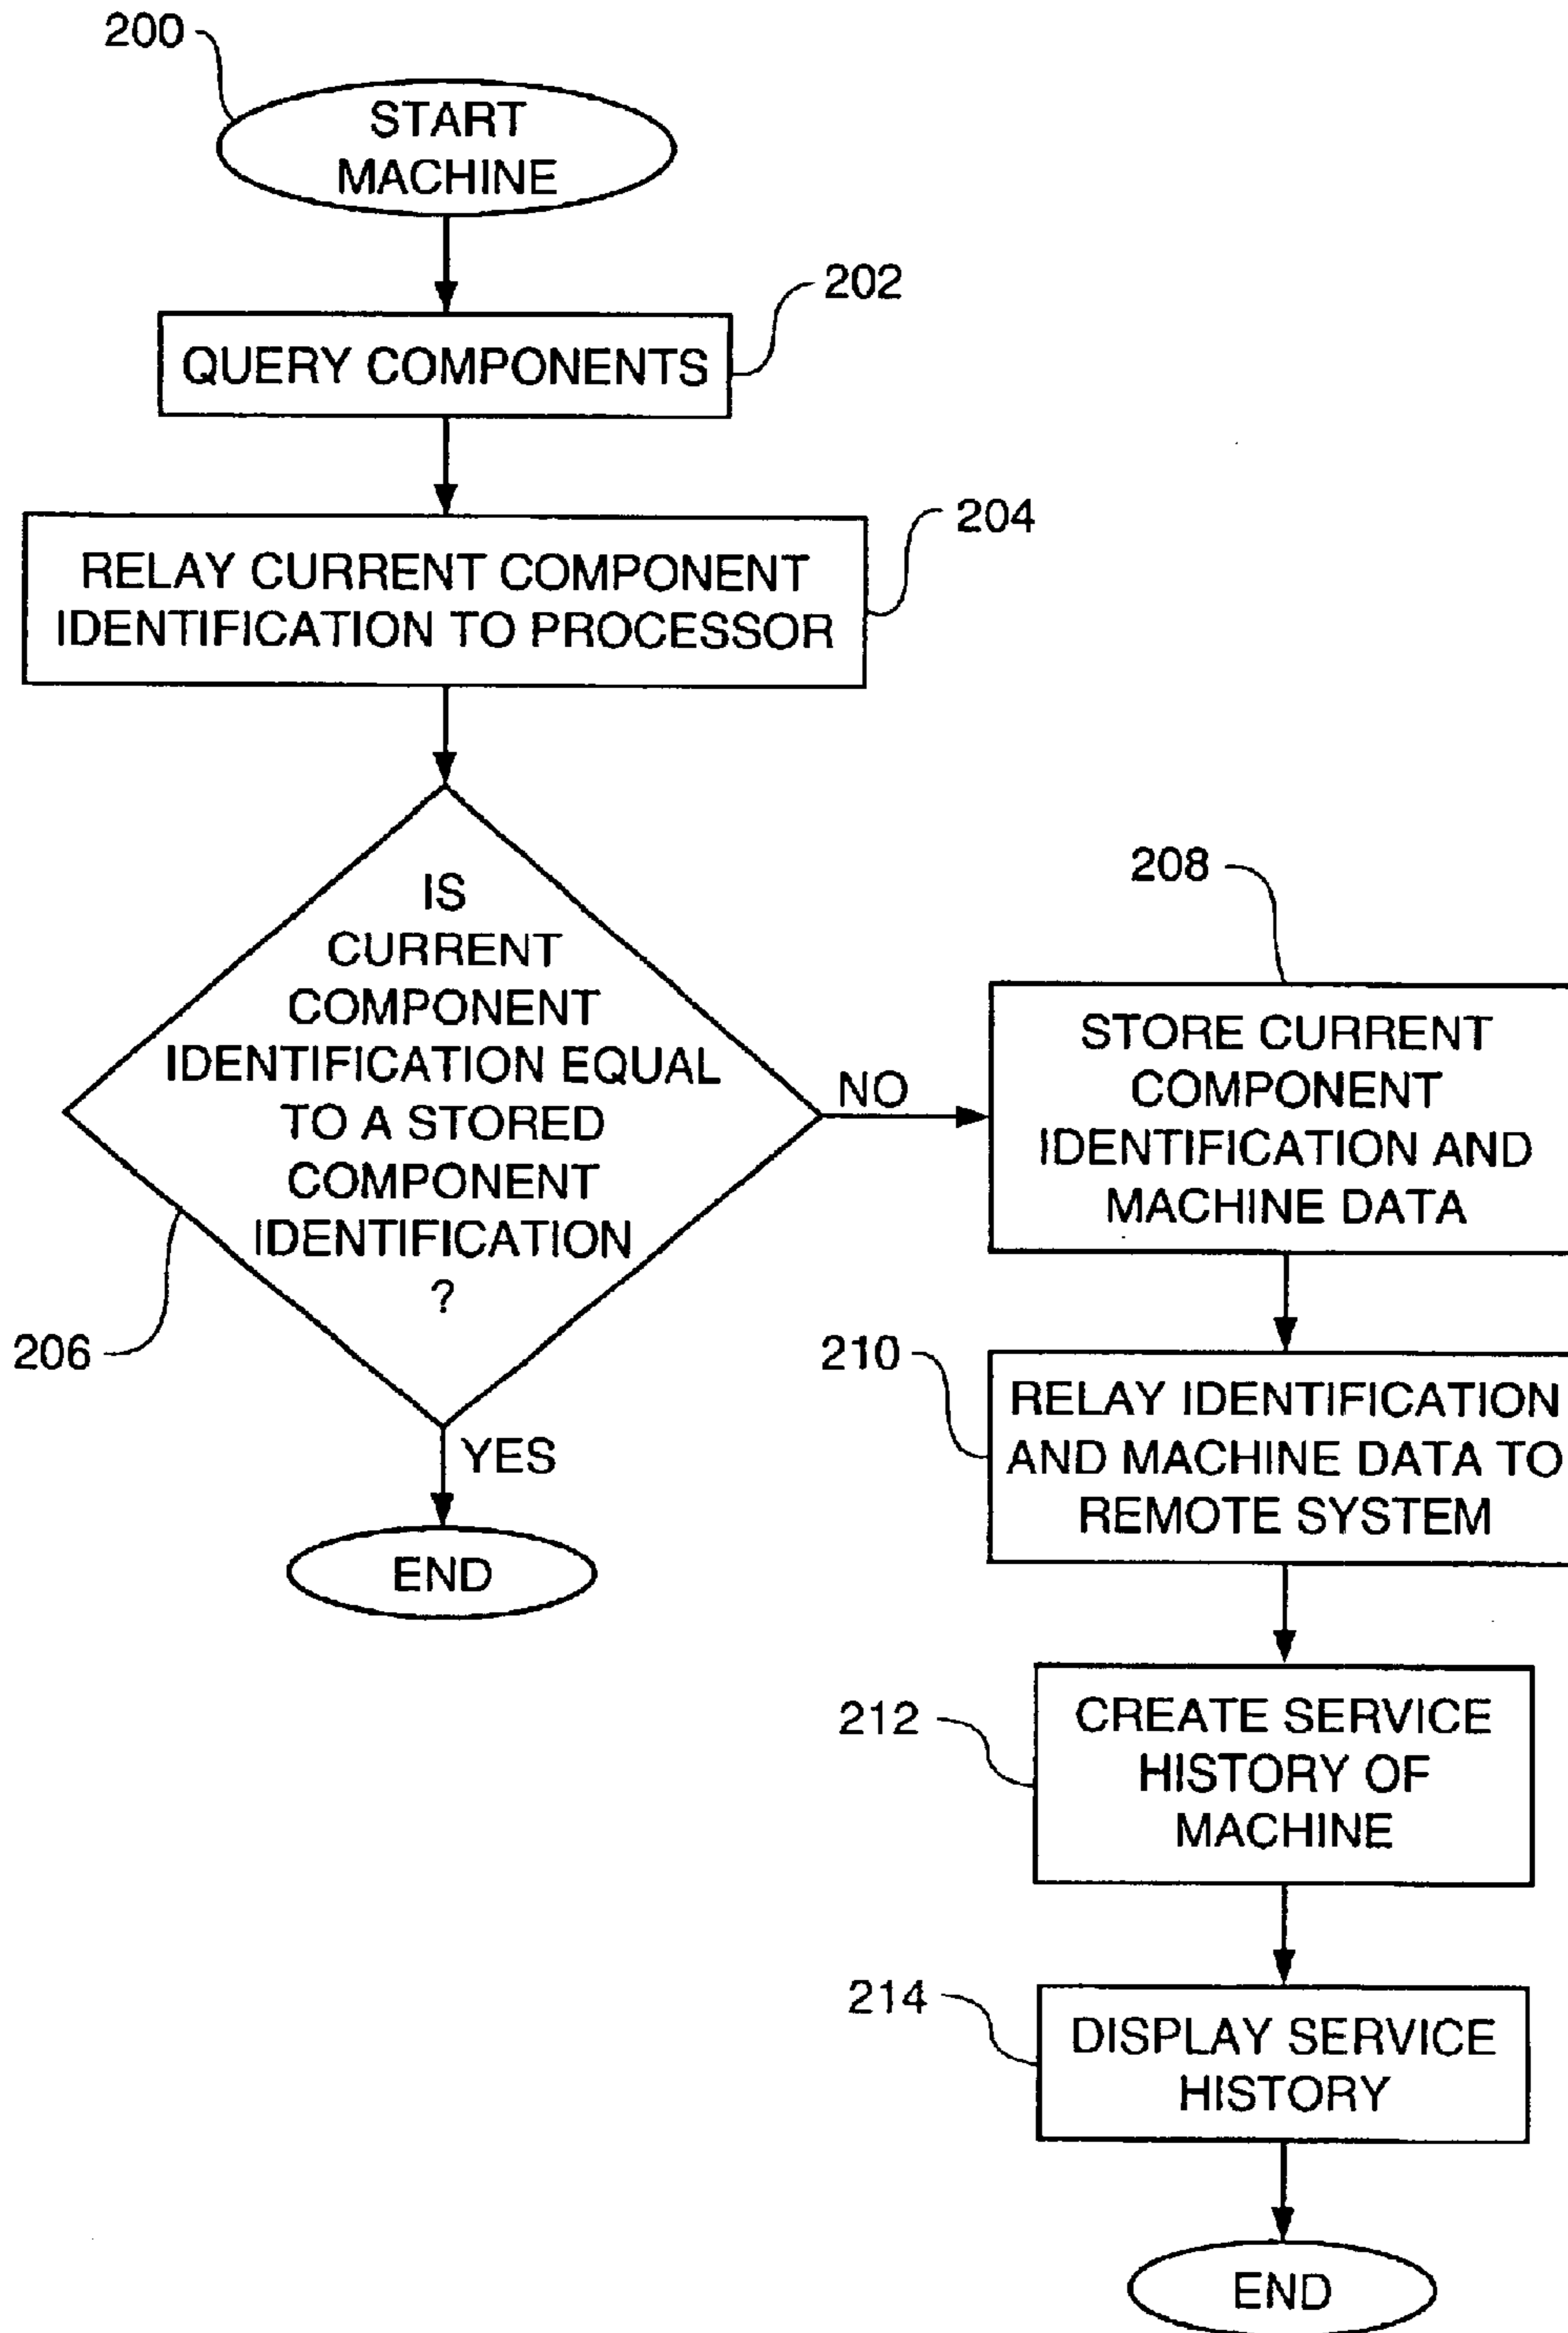 200
START
MACHINE
202
QUERY COMPONENTS
204
RELAY CURRENT COMPONENT
IDENTIFICATION TO PROCESSOR
206
IS
CURRENT
COMPONENT
IDENTIFICATION EQUAL
TO A STORED
COMPONENT
IDENTIFICATION
?
YES
END
NO
208
STORE CURRENT
COMPONENT
IDENTIFICATION AND
MACHINE DATA
210
RELAY IDENTIFICATION
AND MACHINE DATA TO
REMOTE SYSTEM
212
CREATE SERVICE
HISTORY OF
MACHINE
214
DISPLAY SERVICE
HISTORY
END